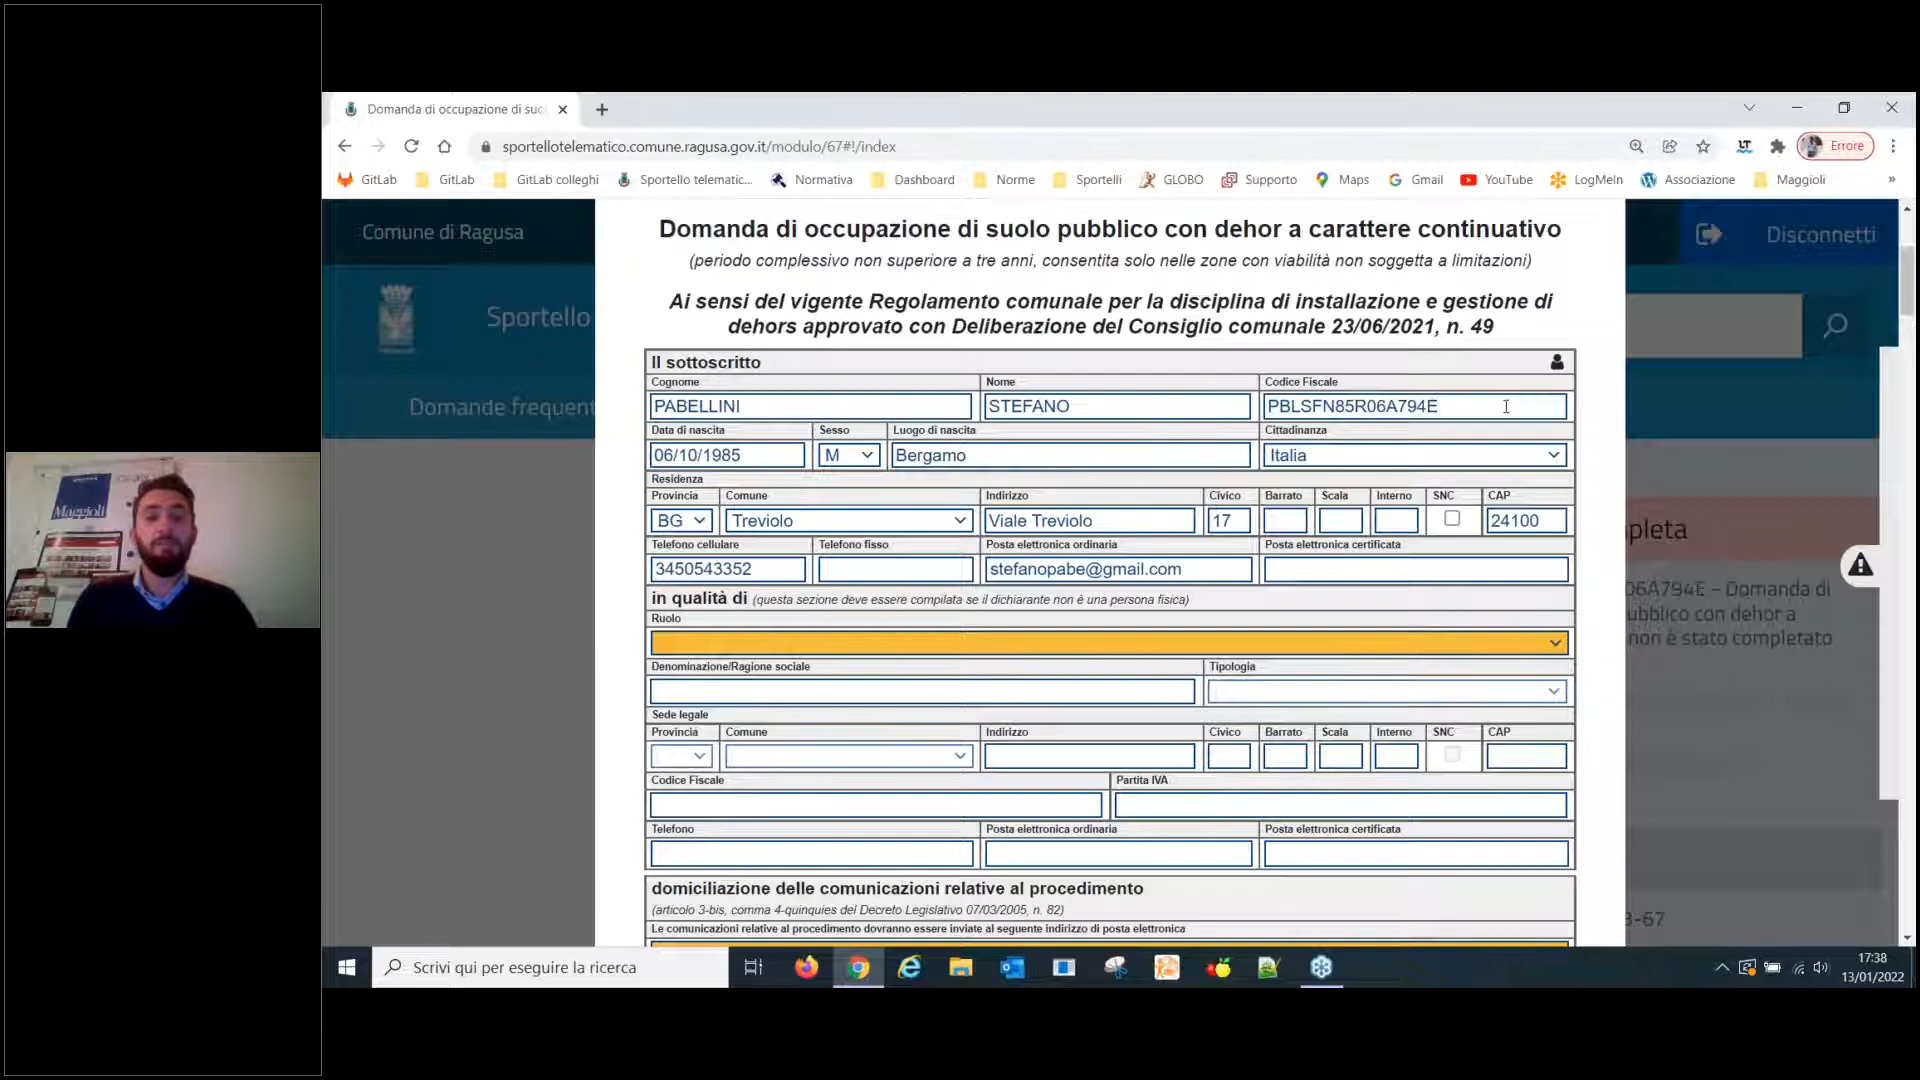 Domanda di occupazione di suo
sportellotelematico.comune.ragusa.gov.it/modulo/67#!/index
Errore
GitLab GitLab GitLab colleghi Sportello telematic... Normativa Dashboard Norme Sportelli GLOBO Supporto Maps Gmail YouTube LogMeIn Associazione Maggioli »
Comune di Ragusa
Disconnetti
Sportello
Domande frequent
Domanda di occupazione di suolo pubblico con dehor a carattere continuativo
(periodo complessivo non superiore a tre anni, consentita solo nelle zone con viabilità non soggetta a limitazioni)
Ai sensi del vigente Regolamento comunale per la disciplina di installazione e gestione di
dehors approvato con Deliberazione del Consiglio comunale 23/06/2021, n. 49
Il sottoscritto
Cognome Nome Codice Fiscale
PABELLINI STEFANO PBLSFN85R06A794E
Data di nascita Sesso Luogo di nascita Cittadinanza
06/10/1985 M Bergamo Italia
Residenza
Provincia Comune Indirizzo Civico Barrato Scala Interno SNC CAP
BG Treviolo Viale Treviolo 17 24100
Telefono cellulare Telefono fisso Posta elettronica ordinaria Posta elettronica certificata
3450543352 stefanopabe@gmail.com
in qualità di (questa sezione deve essere compilata se il dichiarante non è una persona fisica)
Ruolo
Denominazione/Ragione sociale Tipologia
Sede legale
Provincia Comune Indirizzo Civico Barrato Scala Interno SNC CAP
Codice Fiscale Partita IVA
Telefono Posta elettronica ordinaria Posta elettronica certificata
domiciliazione delle comunicazioni relative al procedimento
(articolo 3-bis, comma 4-quinquies del Decreto Legislativo 07/03/2005, n. 82)
Le comunicazioni relative al procedimento dovranno essere inviate al seguente indirizzo di posta elettronica
pleta
06A794E – Domanda di
ubblico con dehor a
non è stato completato
3-67
Maggioli
Scrivi qui per eseguire la ricerca
17:38
13/01/2022